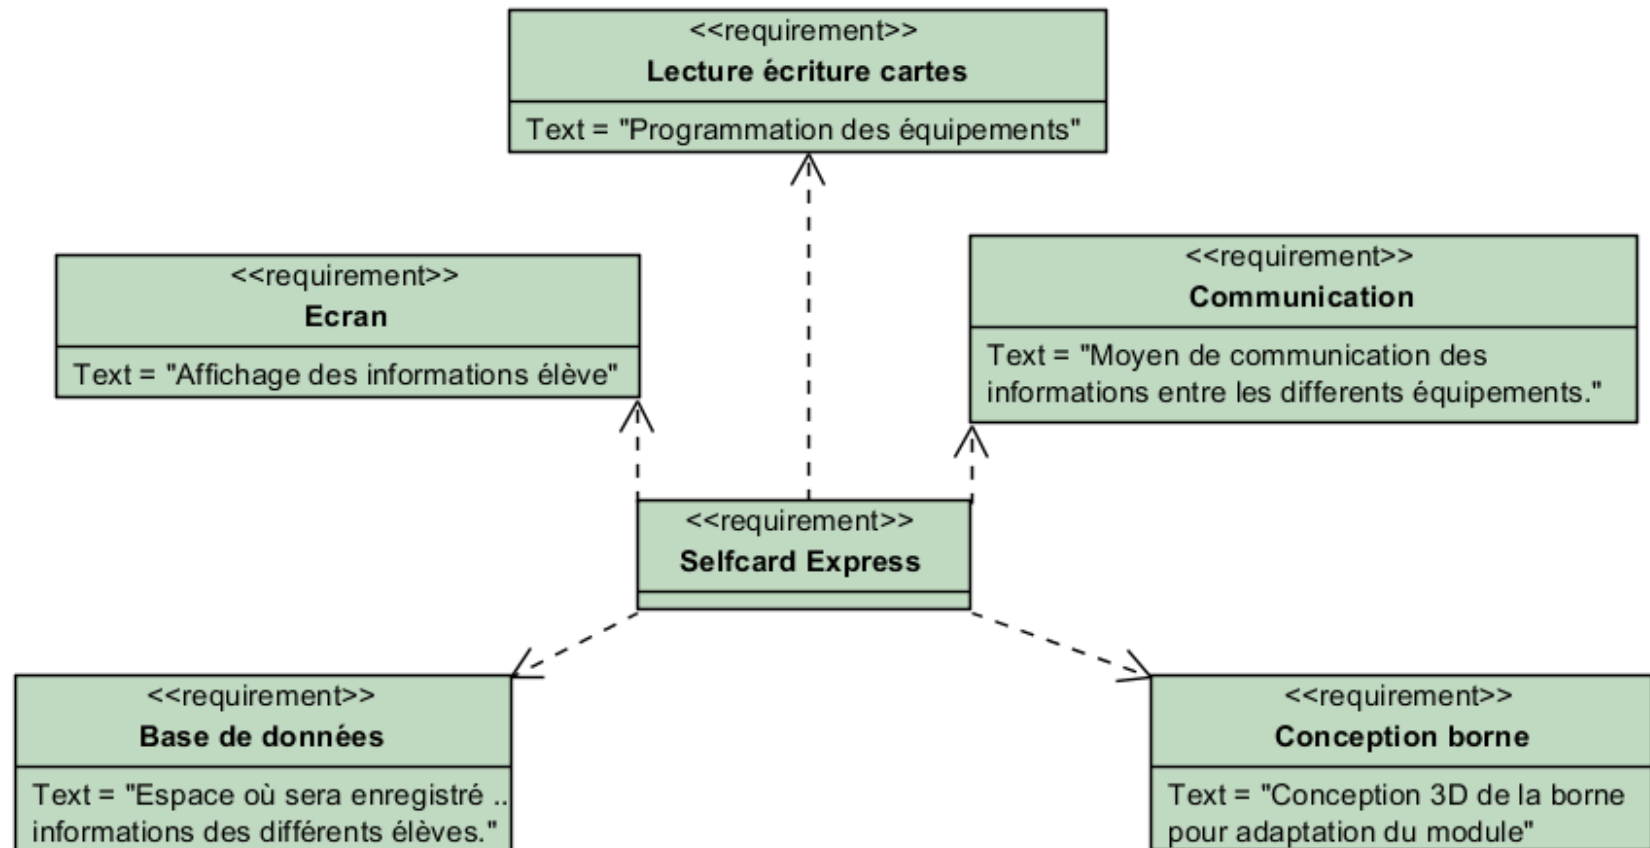 <<requirement>>
Lecture écriture cartes
Text = "Programmation des équipements"
<<requirement>>
Ecran
Text = "Affichage des informations élève"
<<requirement>>
Communication
Text = "Moyen de communication des
informations entre les differents équipements."
<<requirement>>
Selfcard Express
<<requirement>>
Base de données
Text = "Espace où sera enregistré ..
informations des différents élèves."
<<requirement>>
Conception borne
Text = "Conception 3D de la borne
pour adaptation du module"